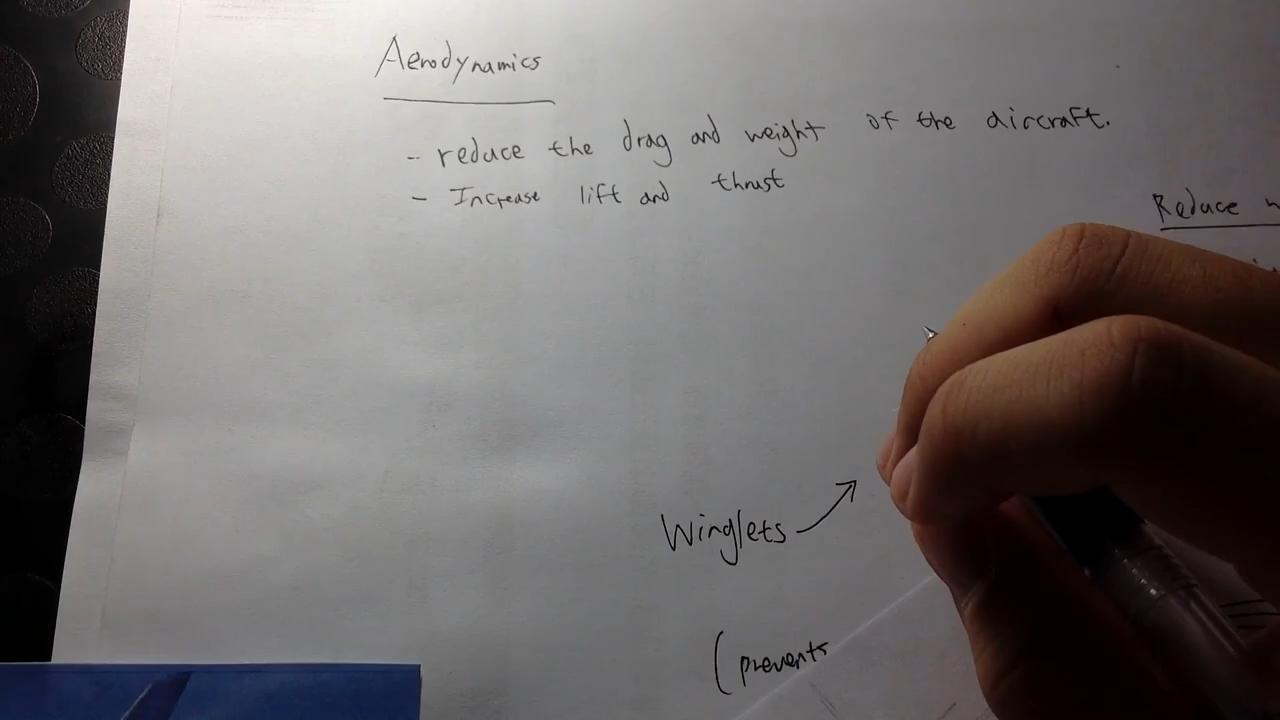 Aerodynamics
- reduce the drag and weight of the aircraft.
- Increase lift and thrust
Reduce
Winglets
(prevents